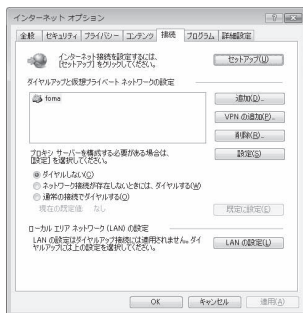 インターネット オプション
全般 セキュリティ プライバシー コンテンツ 接続 プログラム 詳細設定
インターネット接続を設定するには、
[セットアップ] をクリックしてください。
セットアップ(U)
ダイヤルアップと仮想プライベート ネットワークの設定
foma
追加(D)...
VPN の追加(P)...
削除(R)...
プロキシ サーバーを構成する必要がある場合は、
[設定] を選択してください。
設定(S)
ダイヤルしない(C)
ネットワーク接続が存在しないときには、ダイヤルする(W)
通常の接続でダイヤルする(O)
現在の既定値: なし
既定に設定(E)
ローカル エリア ネットワーク (LAN) の設定
LAN の設定はダイヤルアップ接続には適用されません。ダイ
ヤルアップには上の設定を選択してください。
LAN の設定(L)
OK
キャンセル
適用(A)